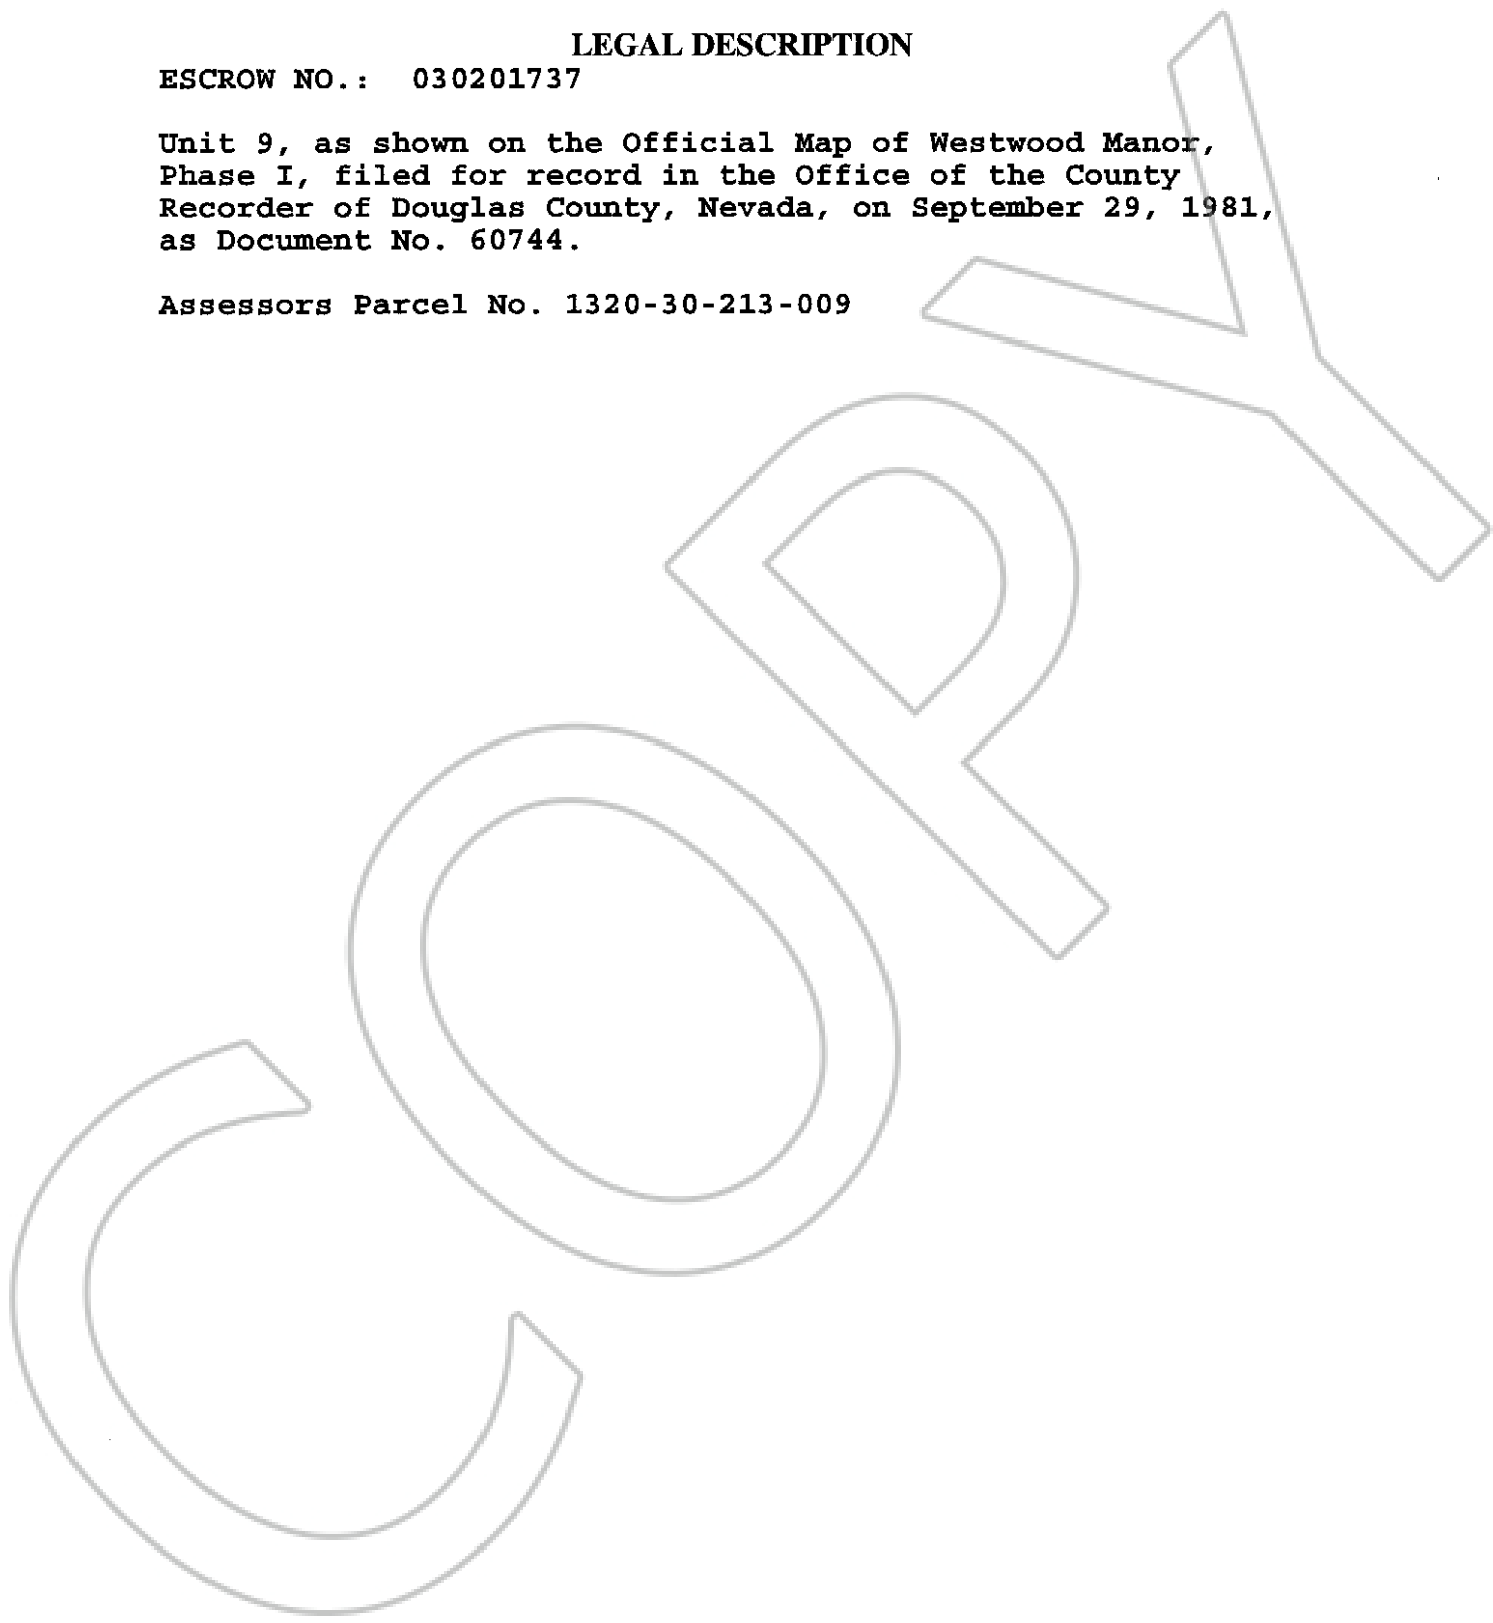 LEGAL DESCRIPTION
ESCROW NO.: 030201737
Unit 9, as shown on the Official Map of Westwood Manor,
Phase I, filed for record in the Office of the County
Recorder of Douglas County, Nevada, on September 29, 1981,
as Document No. 60744.
Assessors Parcel No. 1320-30-213-009
COPY